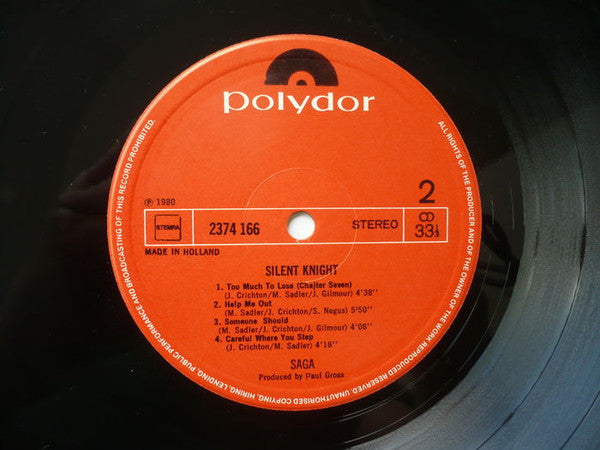 polydor
℗ 1980
2
STEMRA
2374 166
STEREO
33⅓
MADE IN HOLLAND
SILENT KNIGHT
1. Too Much To Lose (Chajter Seven)
(J. Crichton/M. Sadler/J. Gilmour) 4'38"
2. Help Me Out
(M. Sadler/J. Crichton/S. Negus) 5'50"
3. Someone Should
(M. Sadler/J. Crichton/J. Gilmour) 4'06"
4. Careful Where You Step
(J. Crichton/M. Sadler) 4'18"
SAGA
Produced by Paul Gross
ALL RIGHTS OF THE PRODUCER AND OF THE OWNER OF THE WORK REPRODUCED RESERVED. UNAUTHORISED COPYING, HIRING, LENDING, PUBLIC PERFORMANCE AND BROADCASTING OF THIS RECORD PROHIBITED.